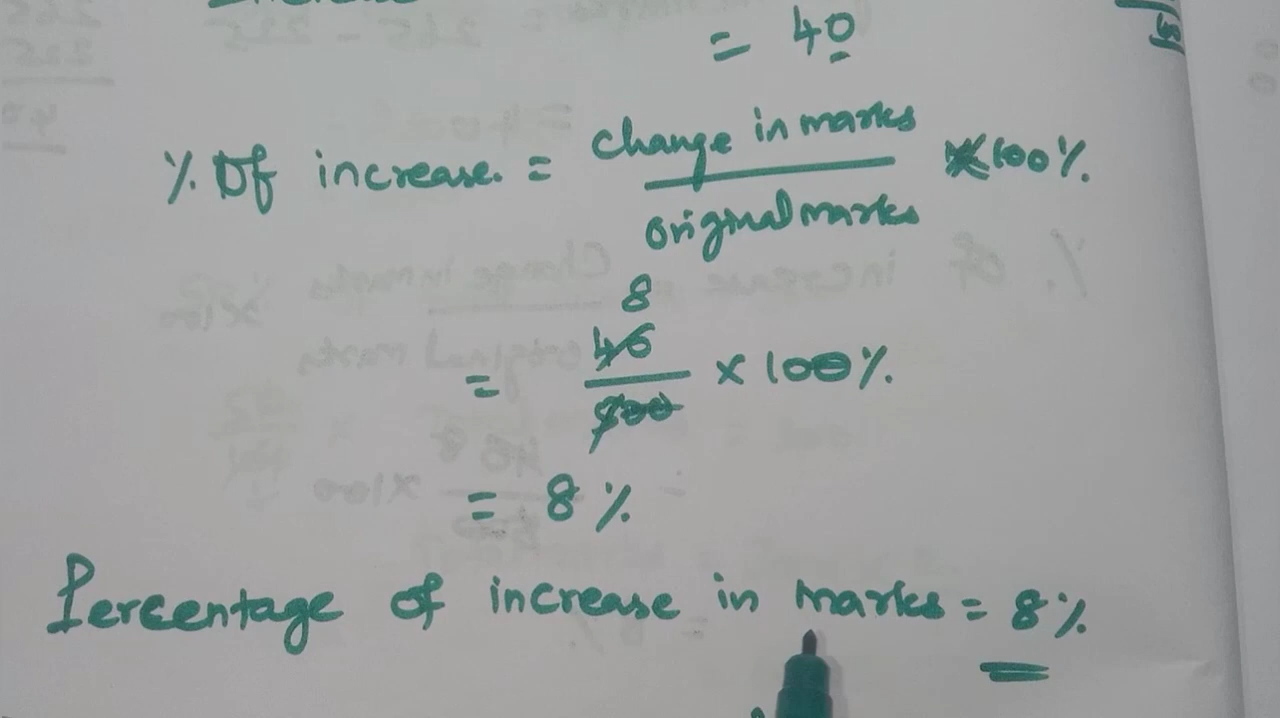 = 40
% Of increase. = change in marks / original marks × 100%.
8
= 40 / 500 × 100%.
= 8%.
Percentage of increase in marks = 8%.